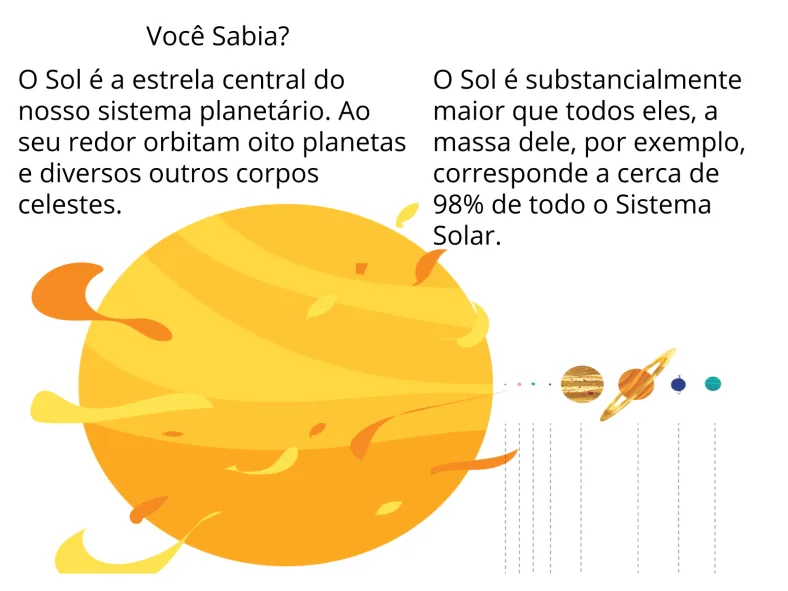 Você Sabia?
O Sol é a estrela central do
nosso sistema planetário. Ao
seu redor orbitam oito planetas
e diversos outros corpos
celestes.
O Sol é substancialmente
maior que todos eles, a
massa dele, por exemplo,
corresponde a cerca de
98% de todo o Sistema
Solar.